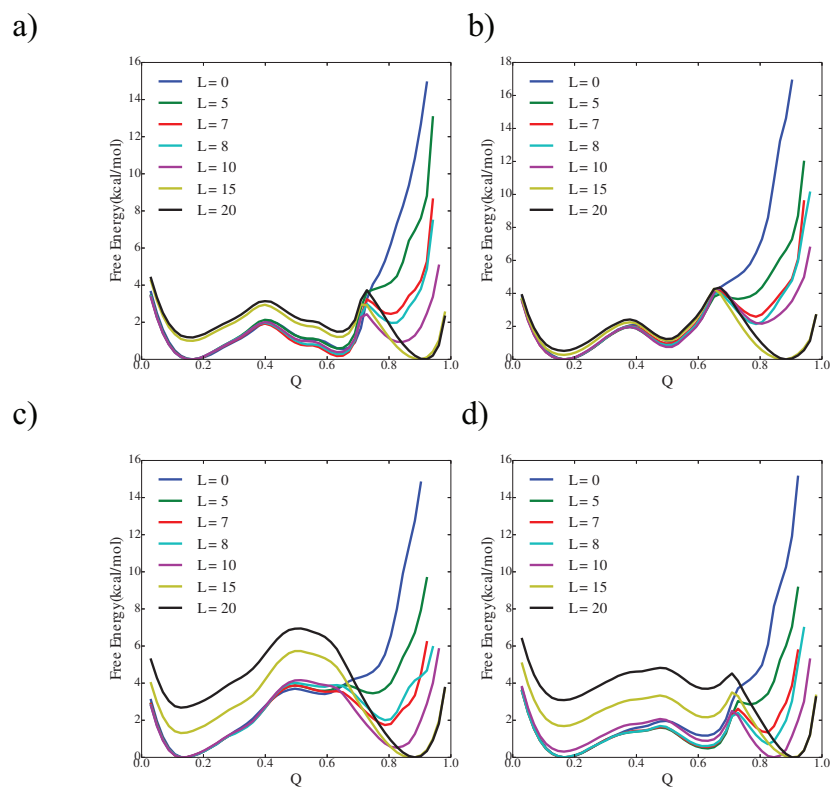 a)
16
14
12
10
8
6
4
2
0
0.0 0.2 0.4 0.6 0.8 1.0
Q
Free Energy(kcal/mol)
L= 0
L= 5
L= 7
L= 8
L= 10
L= 15
L= 20
b)
18
16
14
12
10
8
6
4
2
0
0.0 0.2 0.4 0.6 0.8 1.0
Q
Free Energy(kcal/mol)
L= 0
L= 5
L= 7
L= 8
L= 10
L= 15
L= 20
c)
16
14
12
10
8
6
4
2
0
0.0 0.2 0.4 0.6 0.8 1.0
Q
Free Energy(kcal/mol)
L= 0
L= 5
L= 7
L= 8
L= 10
L= 15
L= 20
d)
16
14
12
10
8
6
4
2
0
0.0 0.2 0.4 0.6 0.8 1.0
Q
Free Energy(kcal/mol)
L= 0
L= 5
L= 7
L= 8
L= 10
L= 15
L= 20